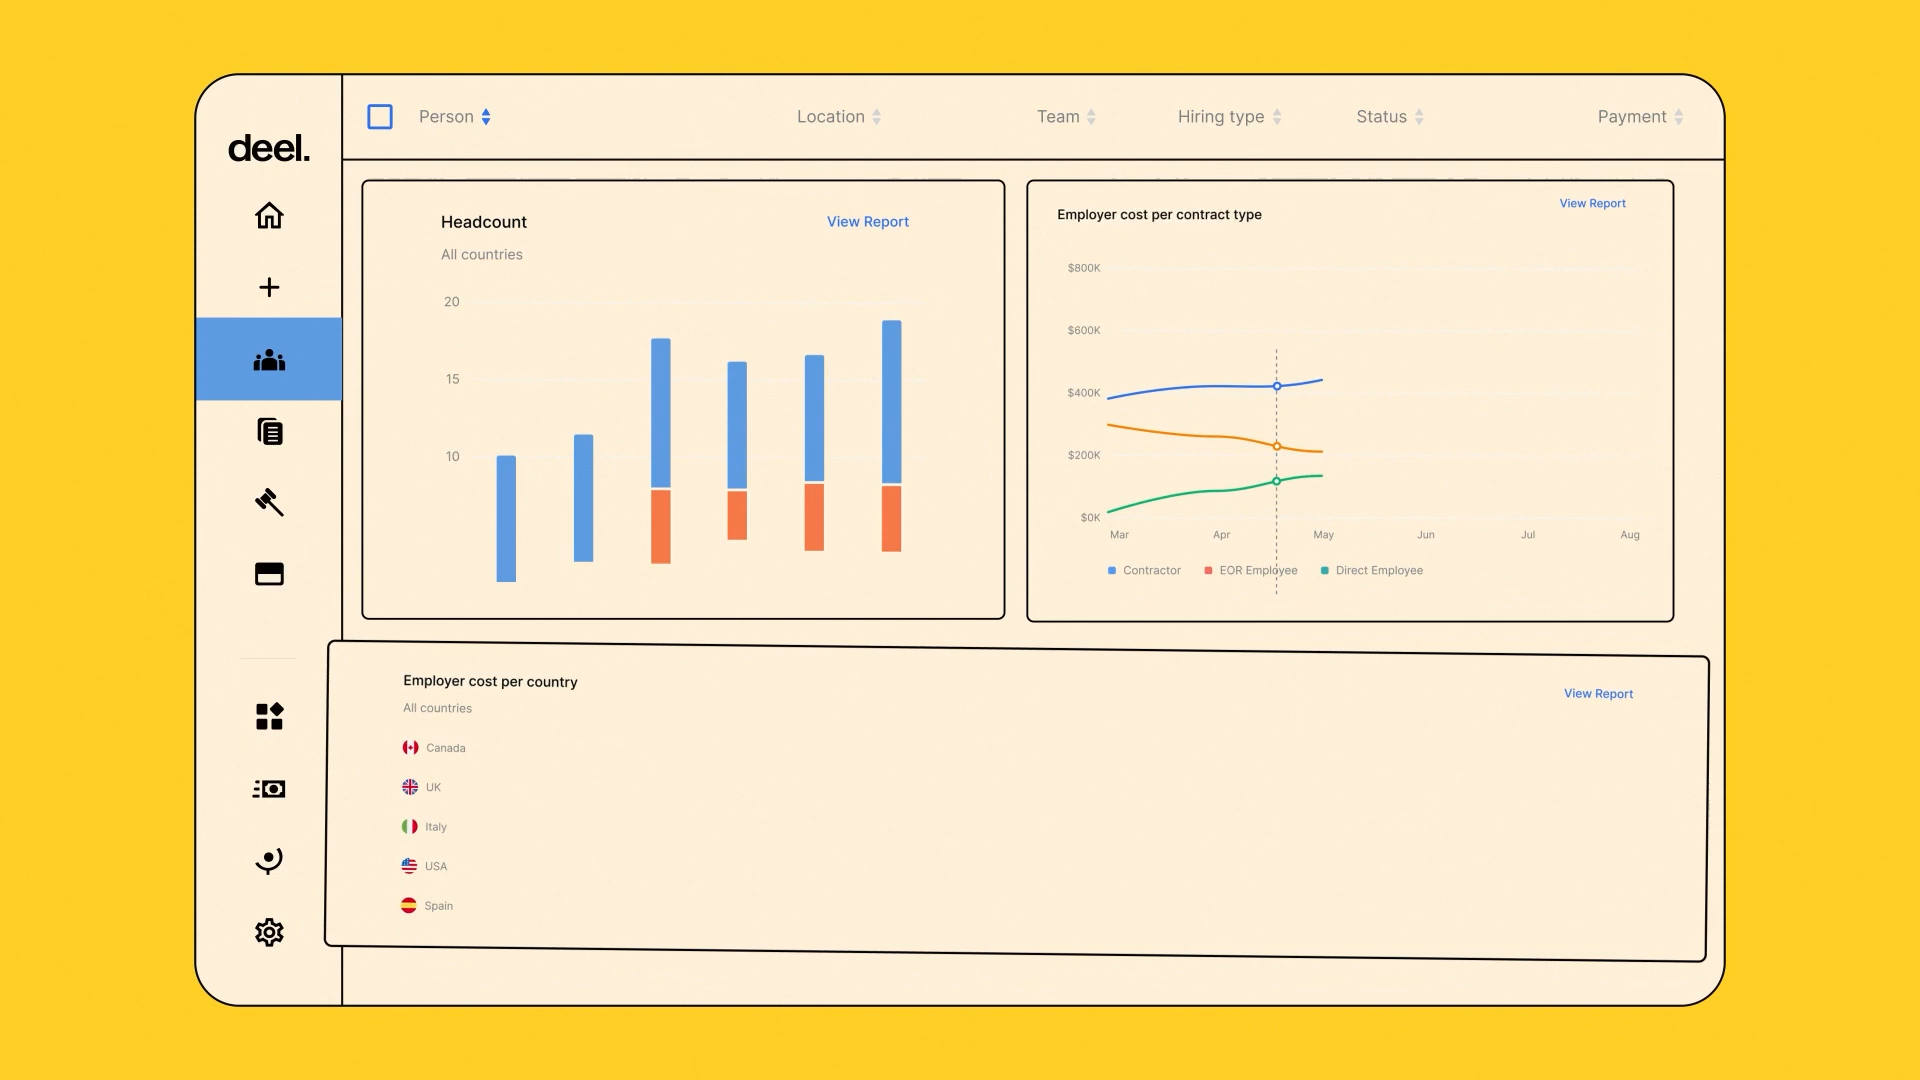 deel.
Person
Location
Team
Hiring type
Status
Payment
Headcount
View Report
All countries
20
15
10
Employer cost per contract type
View Report
$800K
$600K
$400K
$200K
$0K
Mar
Apr
May
Jun
Jul
Aug
Contractor
EOR Employee
Direct Employee
Employer cost per country
View Report
All countries
Canada
UK
Italy
USA
Spain